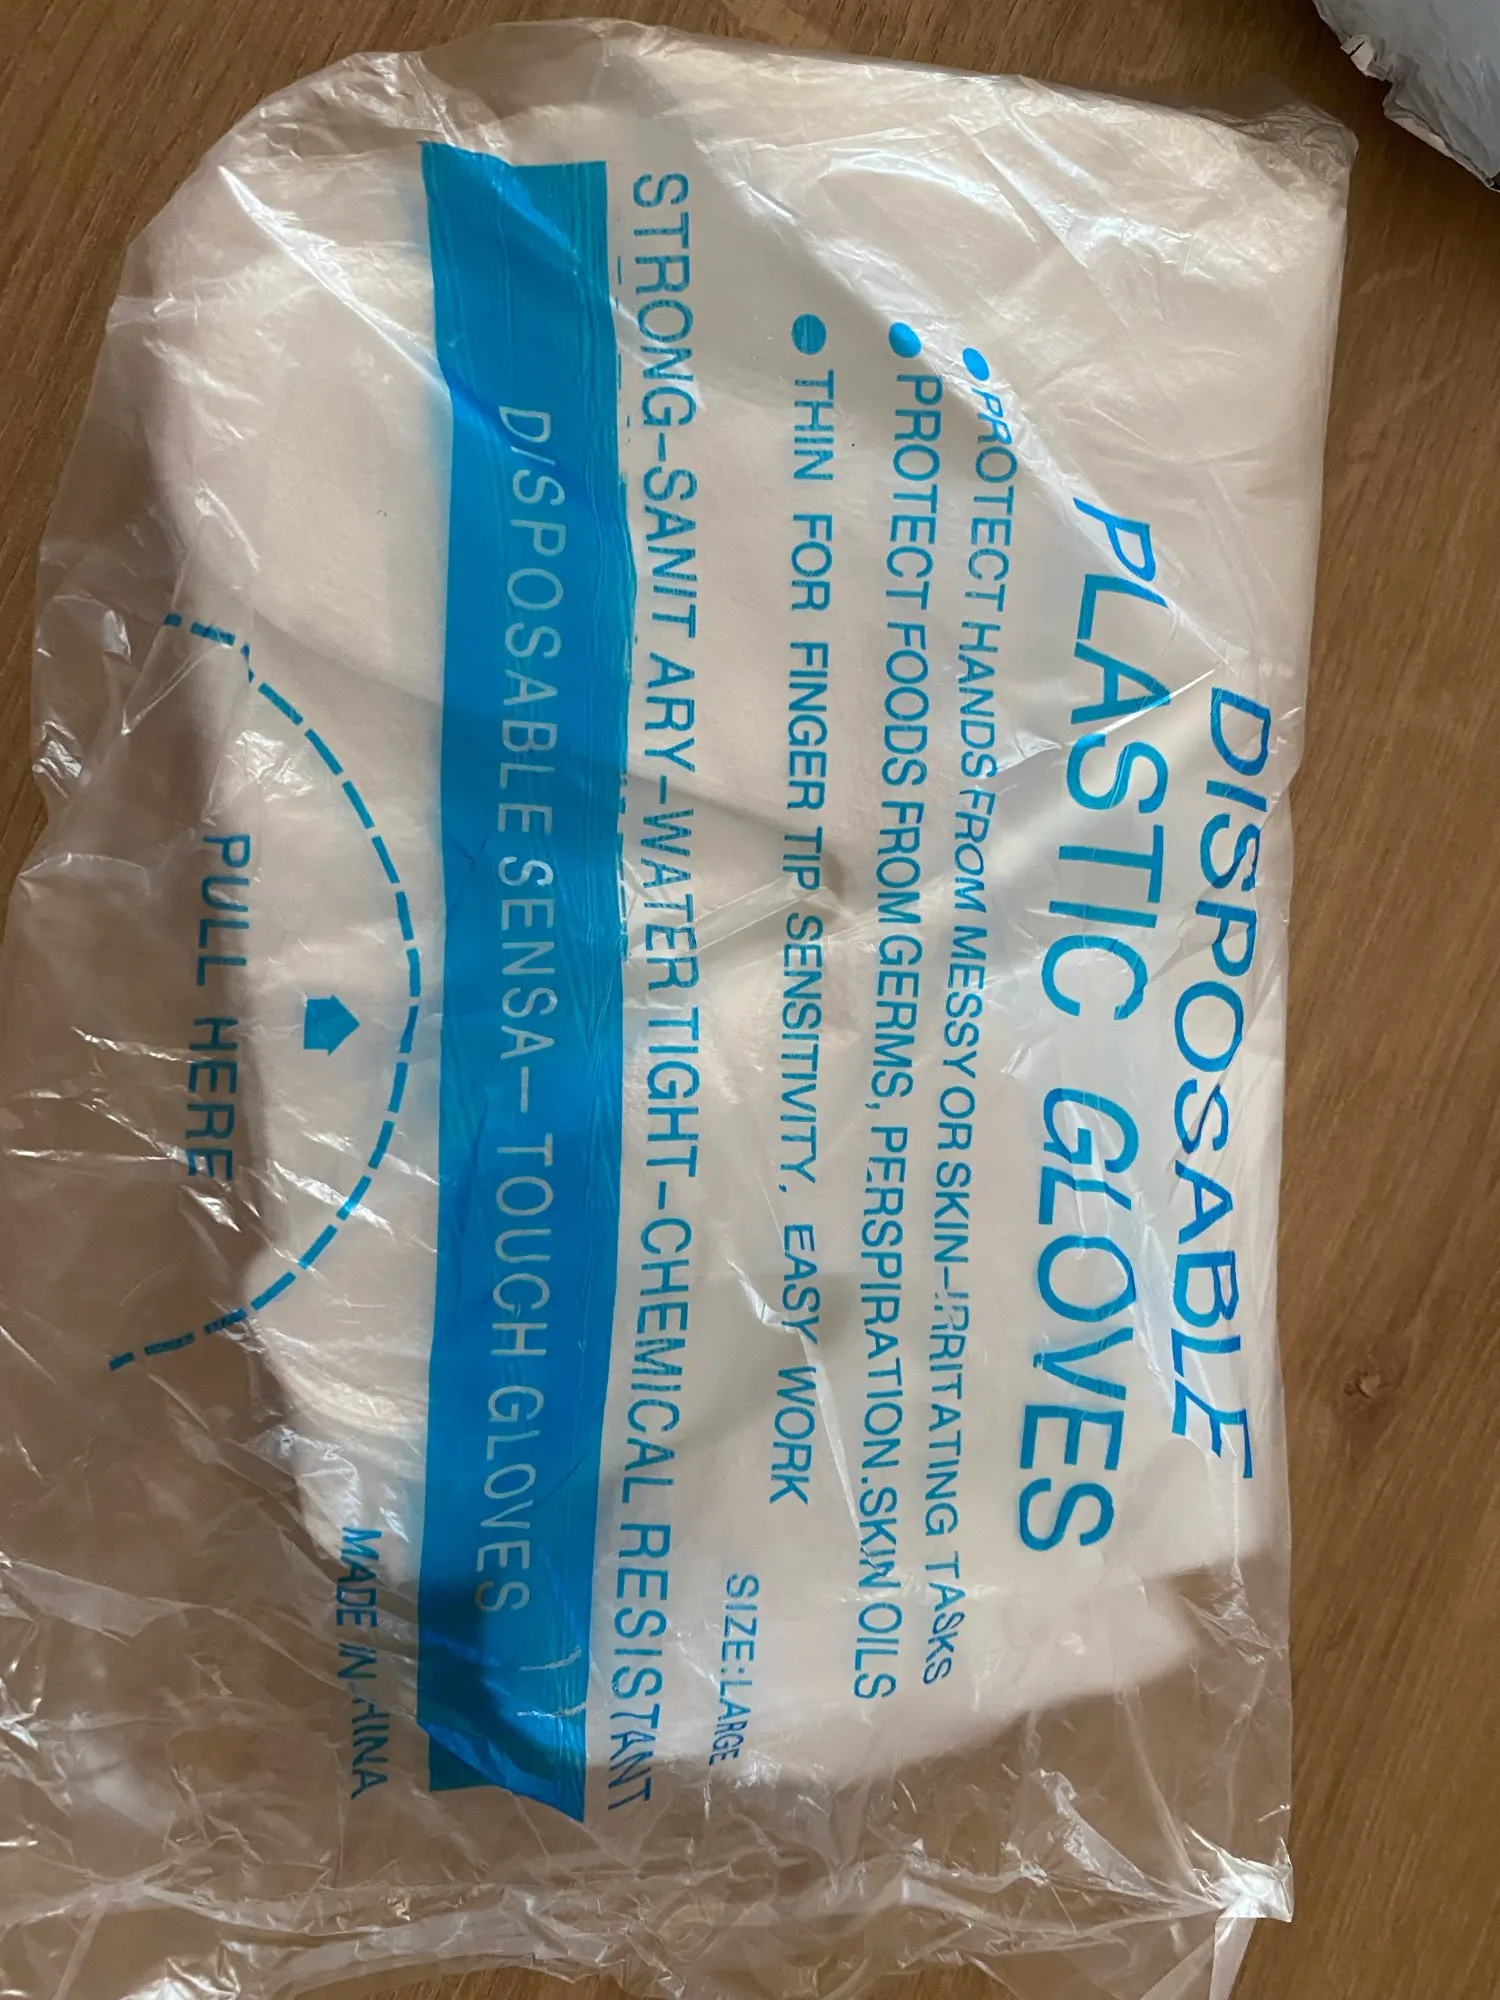 DISPOSABLE
PLASTIC GLOVES
● PROTECT HANDS FROM MESSY OR SKIN-IRRITATING TASKS
● PROTECT FOODS FROM GERMS, PERSPIRATION.SKIN OILS
● THIN FOR FINGER TIP SENSITIVITY, EASY WORK
SIZE:LARGE
STRONG-SANIT ARY-WATER TIGHT-CHEMICAL RESISTANT
DISPOSABLE SENSA- TOUCH GLOVES
MADE IN CHINA
PULL HERE